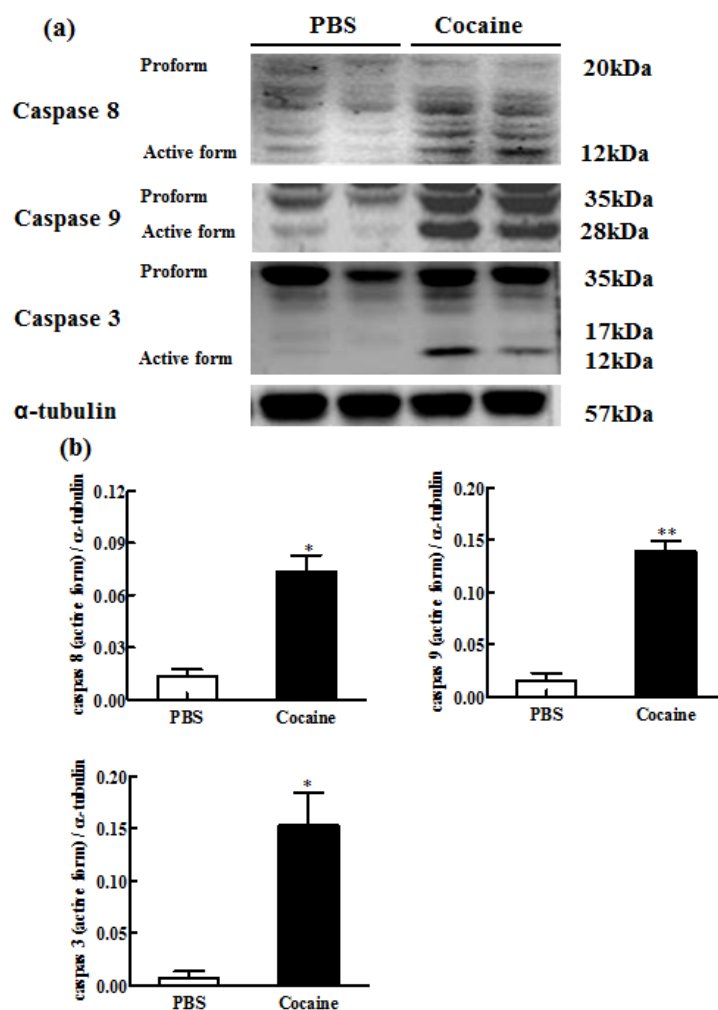 (a)
PBS Cocaine
Proform 20kDa
Caspase 8
Active form 12kDa
Proform 35kDa
Caspase 9
Active form 28kDa
Proform 35kDa
Caspase 3 17kDa
Active form 12kDa
α-tubulin 57kDa
(b)
caspas 8 (active form) / α-tubulin
0.12
0.09
0.06
0.03
0.00
*
PBS Cocaine
caspas 9 (active form) / α-tubulin
0.20
0.15
0.10
0.05
0.00
**
PBS Cocaine
caspas 3 (active form) / α-tubulin
0.20
0.15
0.10
0.05
0.00
*
PBS Cocaine